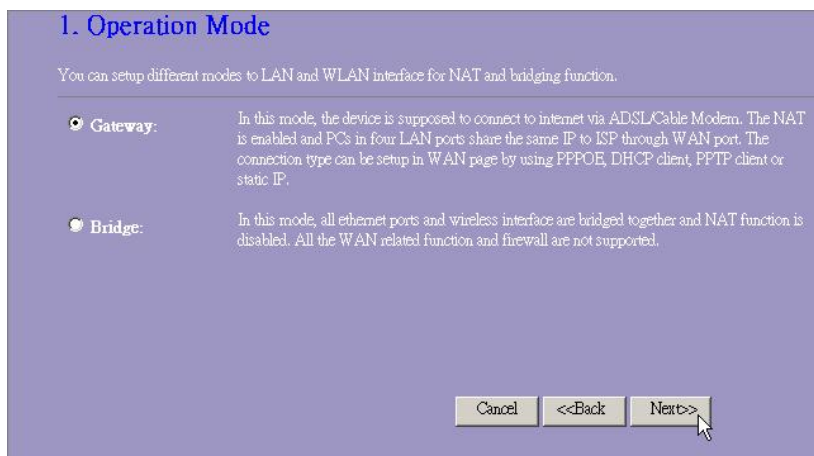 1. Operation Mode
You can setup different modes to LAN and WLAN interface for NAT and bridging function.
Gateway:
In this mode, the device is supposed to connect to internet via ADSL/Cable Modem. The NAT
is enabled and PCs in four LAN ports share the same IP to ISP through WAN port. The
connection type can be setup in WAN page by using PPPOE, DHCP client, PPTP client or
static IP.
Bridge:
In this mode, all ethernet ports and wireless interface are bridged together and NAT function is
disabled. All the WAN related function and firewall are not supported.
Cancel
<<Back
Next>>